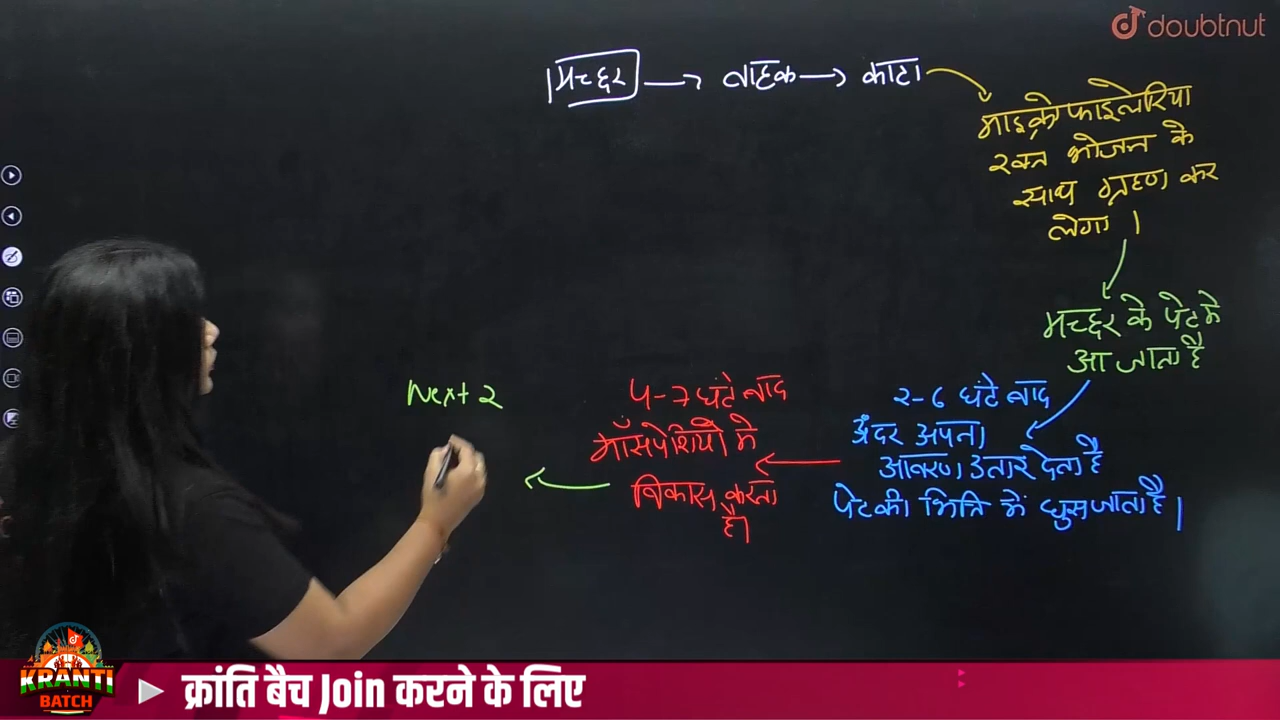 doubtnut
मच्छर → वाहक → काटा
माइक्रोफाइलेरिया
रक्त भोजन के
साथ ग्रहण कर
लेगा।
मच्छर के पेट मे
आ जाता है
2-6 घंटे बाद
अंदर अपना
आवरण उतार देता है
पेट की भित्ति में घुस जाता है।
4-7 घंटे बाद
माँसपेशियों मे
विकास करता
है।
Next 2
KRANTI
BATCH
क्रांति बैच Join करने के लिए